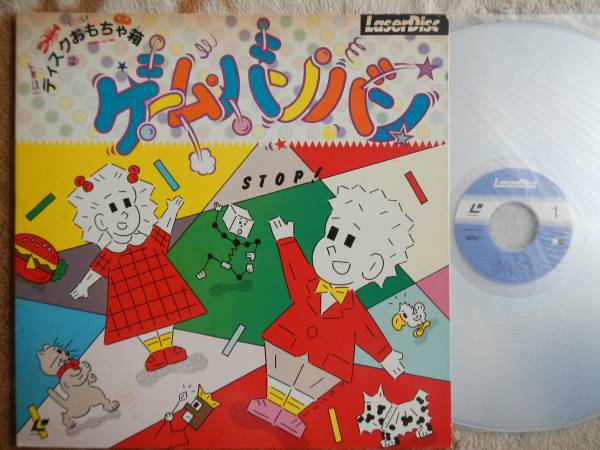 ディスクおもちゃ箱
LaserDisc
ゲーム・バンバン
STOP!
LaserDisc
1